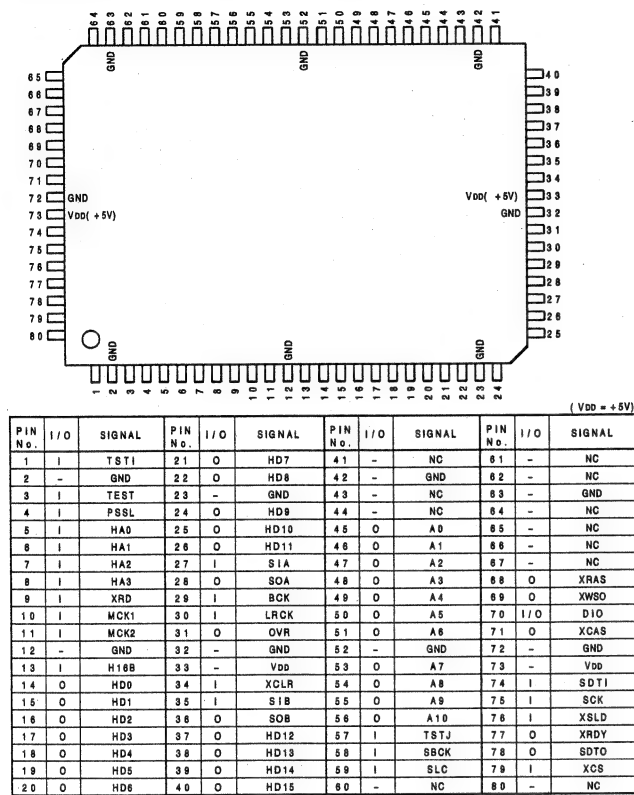 64 63 62 61 60 59 58 57 56 55 54 53 52 51 50 49 48 47 46 45 44 43 42 41
GND GND GND
65 40
66 39
67 38
68 37
69 36
70 35
71 34
72 GND VDD( +5V) 33
73 VDD( +5V) GND 32
74 31
75 30
76 29
77 28
78 27
79 26
80 25
GND GND GND
1 2 3 4 5 6 7 8 9 10 11 12 13 14 15 16 17 18 19 20 21 22 23 24
( VDD = +5V)
PIN No. I/O SIGNAL PIN No. I/O SIGNAL PIN No. I/O SIGNAL PIN No. I/O SIGNAL
1 I TSTI 21 O HD7 41 - NC 61 - NC
2 - GND 22 O HD8 42 - GND 62 - NC
3 I TEST 23 - GND 43 - NC 63 - GND
4 I PSSL 24 O HD9 44 - NC 64 - NC
5 I HA0 25 O HD10 45 O A0 65 - NC
6 I HA1 26 O HD11 46 O A1 66 - NC
7 I HA2 27 I SIA 47 O A2 67 - NC
8 I HA3 28 O SOA 48 O A3 68 O XRAS
9 I XRD 29 I BCK 49 O A4 69 O XWSO
10 I MCK1 30 I LRCK 50 O A5 70 I/O DIO
11 I MCK2 31 O OVR 51 O A6 71 O XCAS
12 - GND 32 - GND 52 - GND 72 - GND
13 I H16B 33 - VDD 53 O A7 73 - VDD
14 O HD0 34 I XCLR 54 O A8 74 I SDTI
15 O HD1 35 I SIB 55 O A9 75 I SCK
16 O HD2 36 O SOB 56 O A10 76 I XSLD
17 O HD3 37 O HD12 57 I TSTJ 77 O XRDY
18 O HD4 38 O HD13 58 I SBCK 78 O SDTO
19 O HD5 39 O HD14 59 I SLC 79 I XCS
20 O HD6 40 O HD15 60 - NC 80 - NC